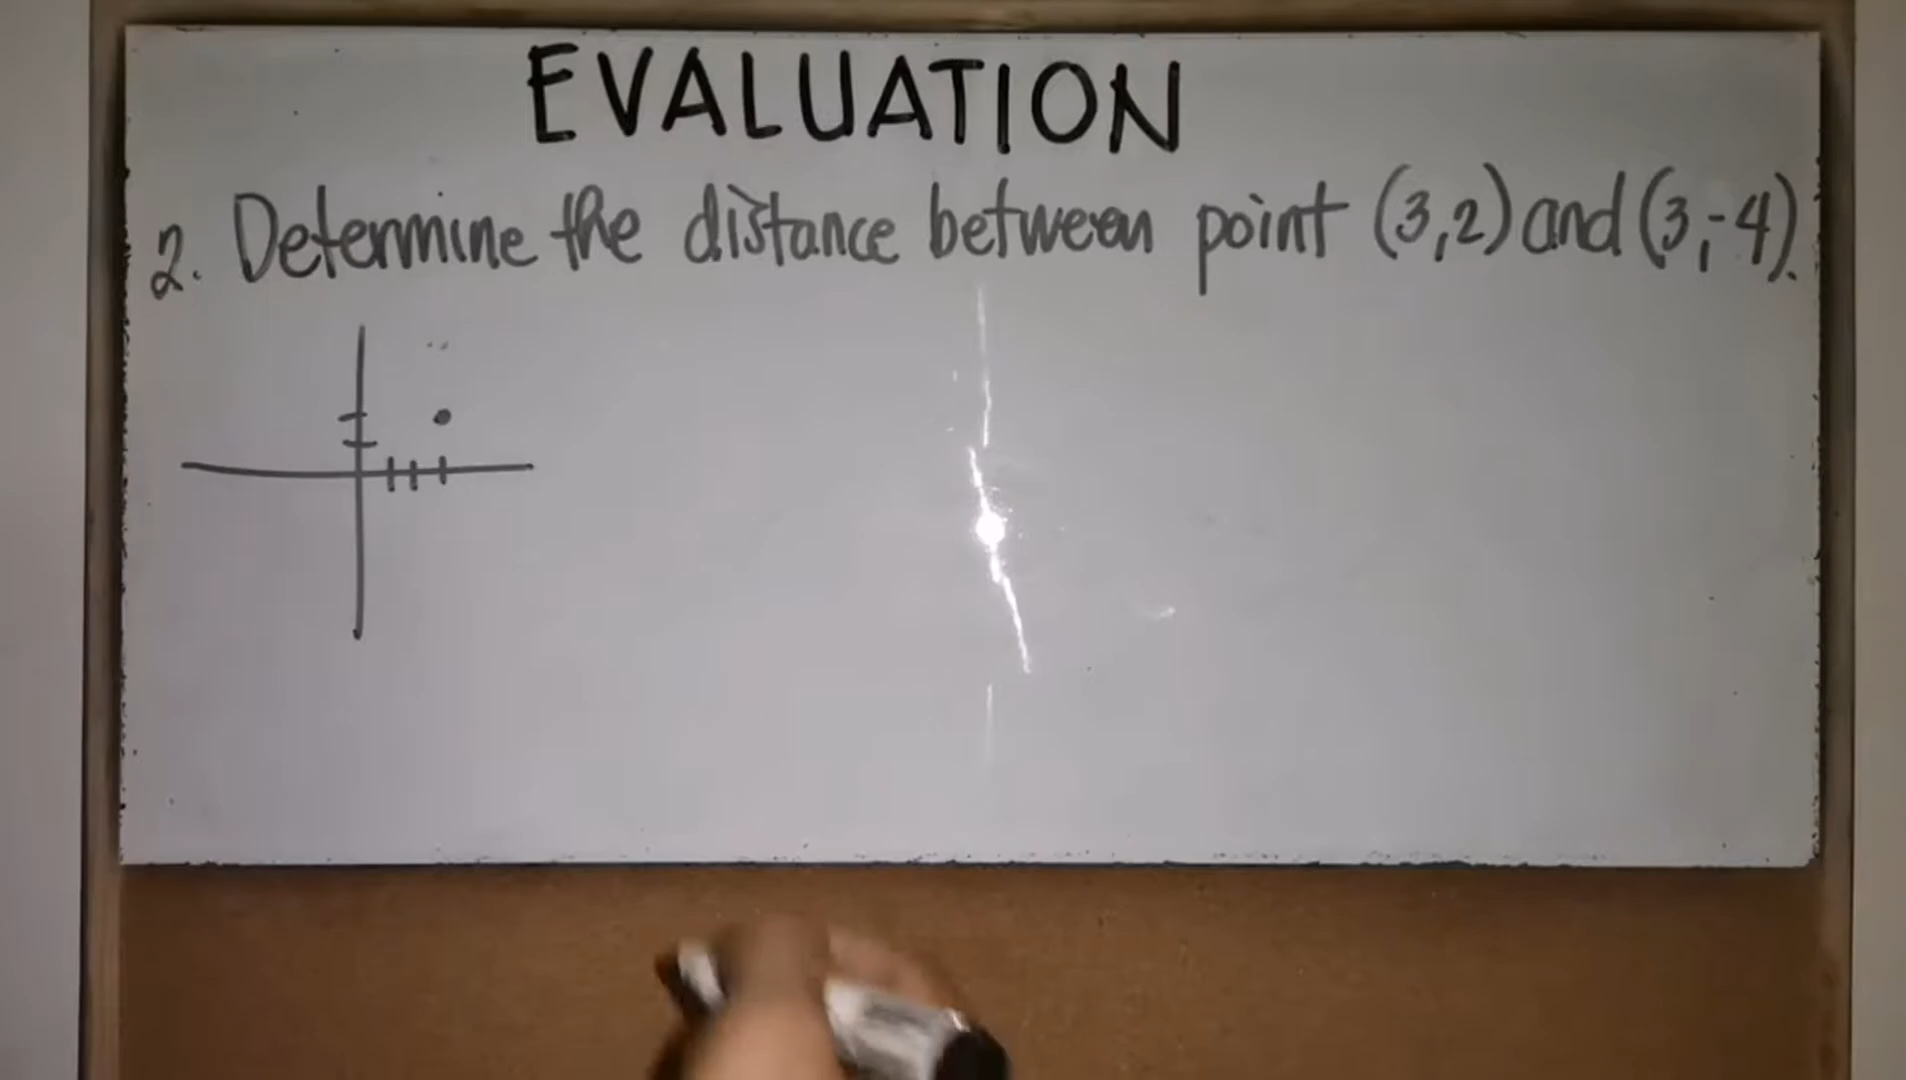 EVALUATION
2. Determine the distance between point (3,2) and (3,-4).